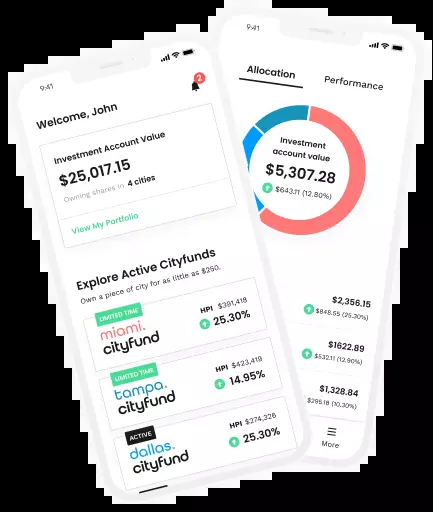 9:41
2
Welcome, John
Investment Account Value
$25,017.15
Owning shares in 4 cities
View My Portfolio
Explore Active Cityfunds
Own a piece of city for as little as $250.
LIMITED TIME
miami.
cityfund
HPI $391,418
25.30%
LIMITED TIME
tampa.
cityfund
HPI $423,419
14.95%
ACTIVE
dallas.
cityfund
HPI $274,326
25.30%
9:41
Allocation
Performance
Investment
account value
$5,307.28
$643.11 (12.80%)
$2,356.15
$848.55 (25.30%)
$1622.89
$532.11 (12.90%)
$1,328.84
$295.18 (10.30%)
More